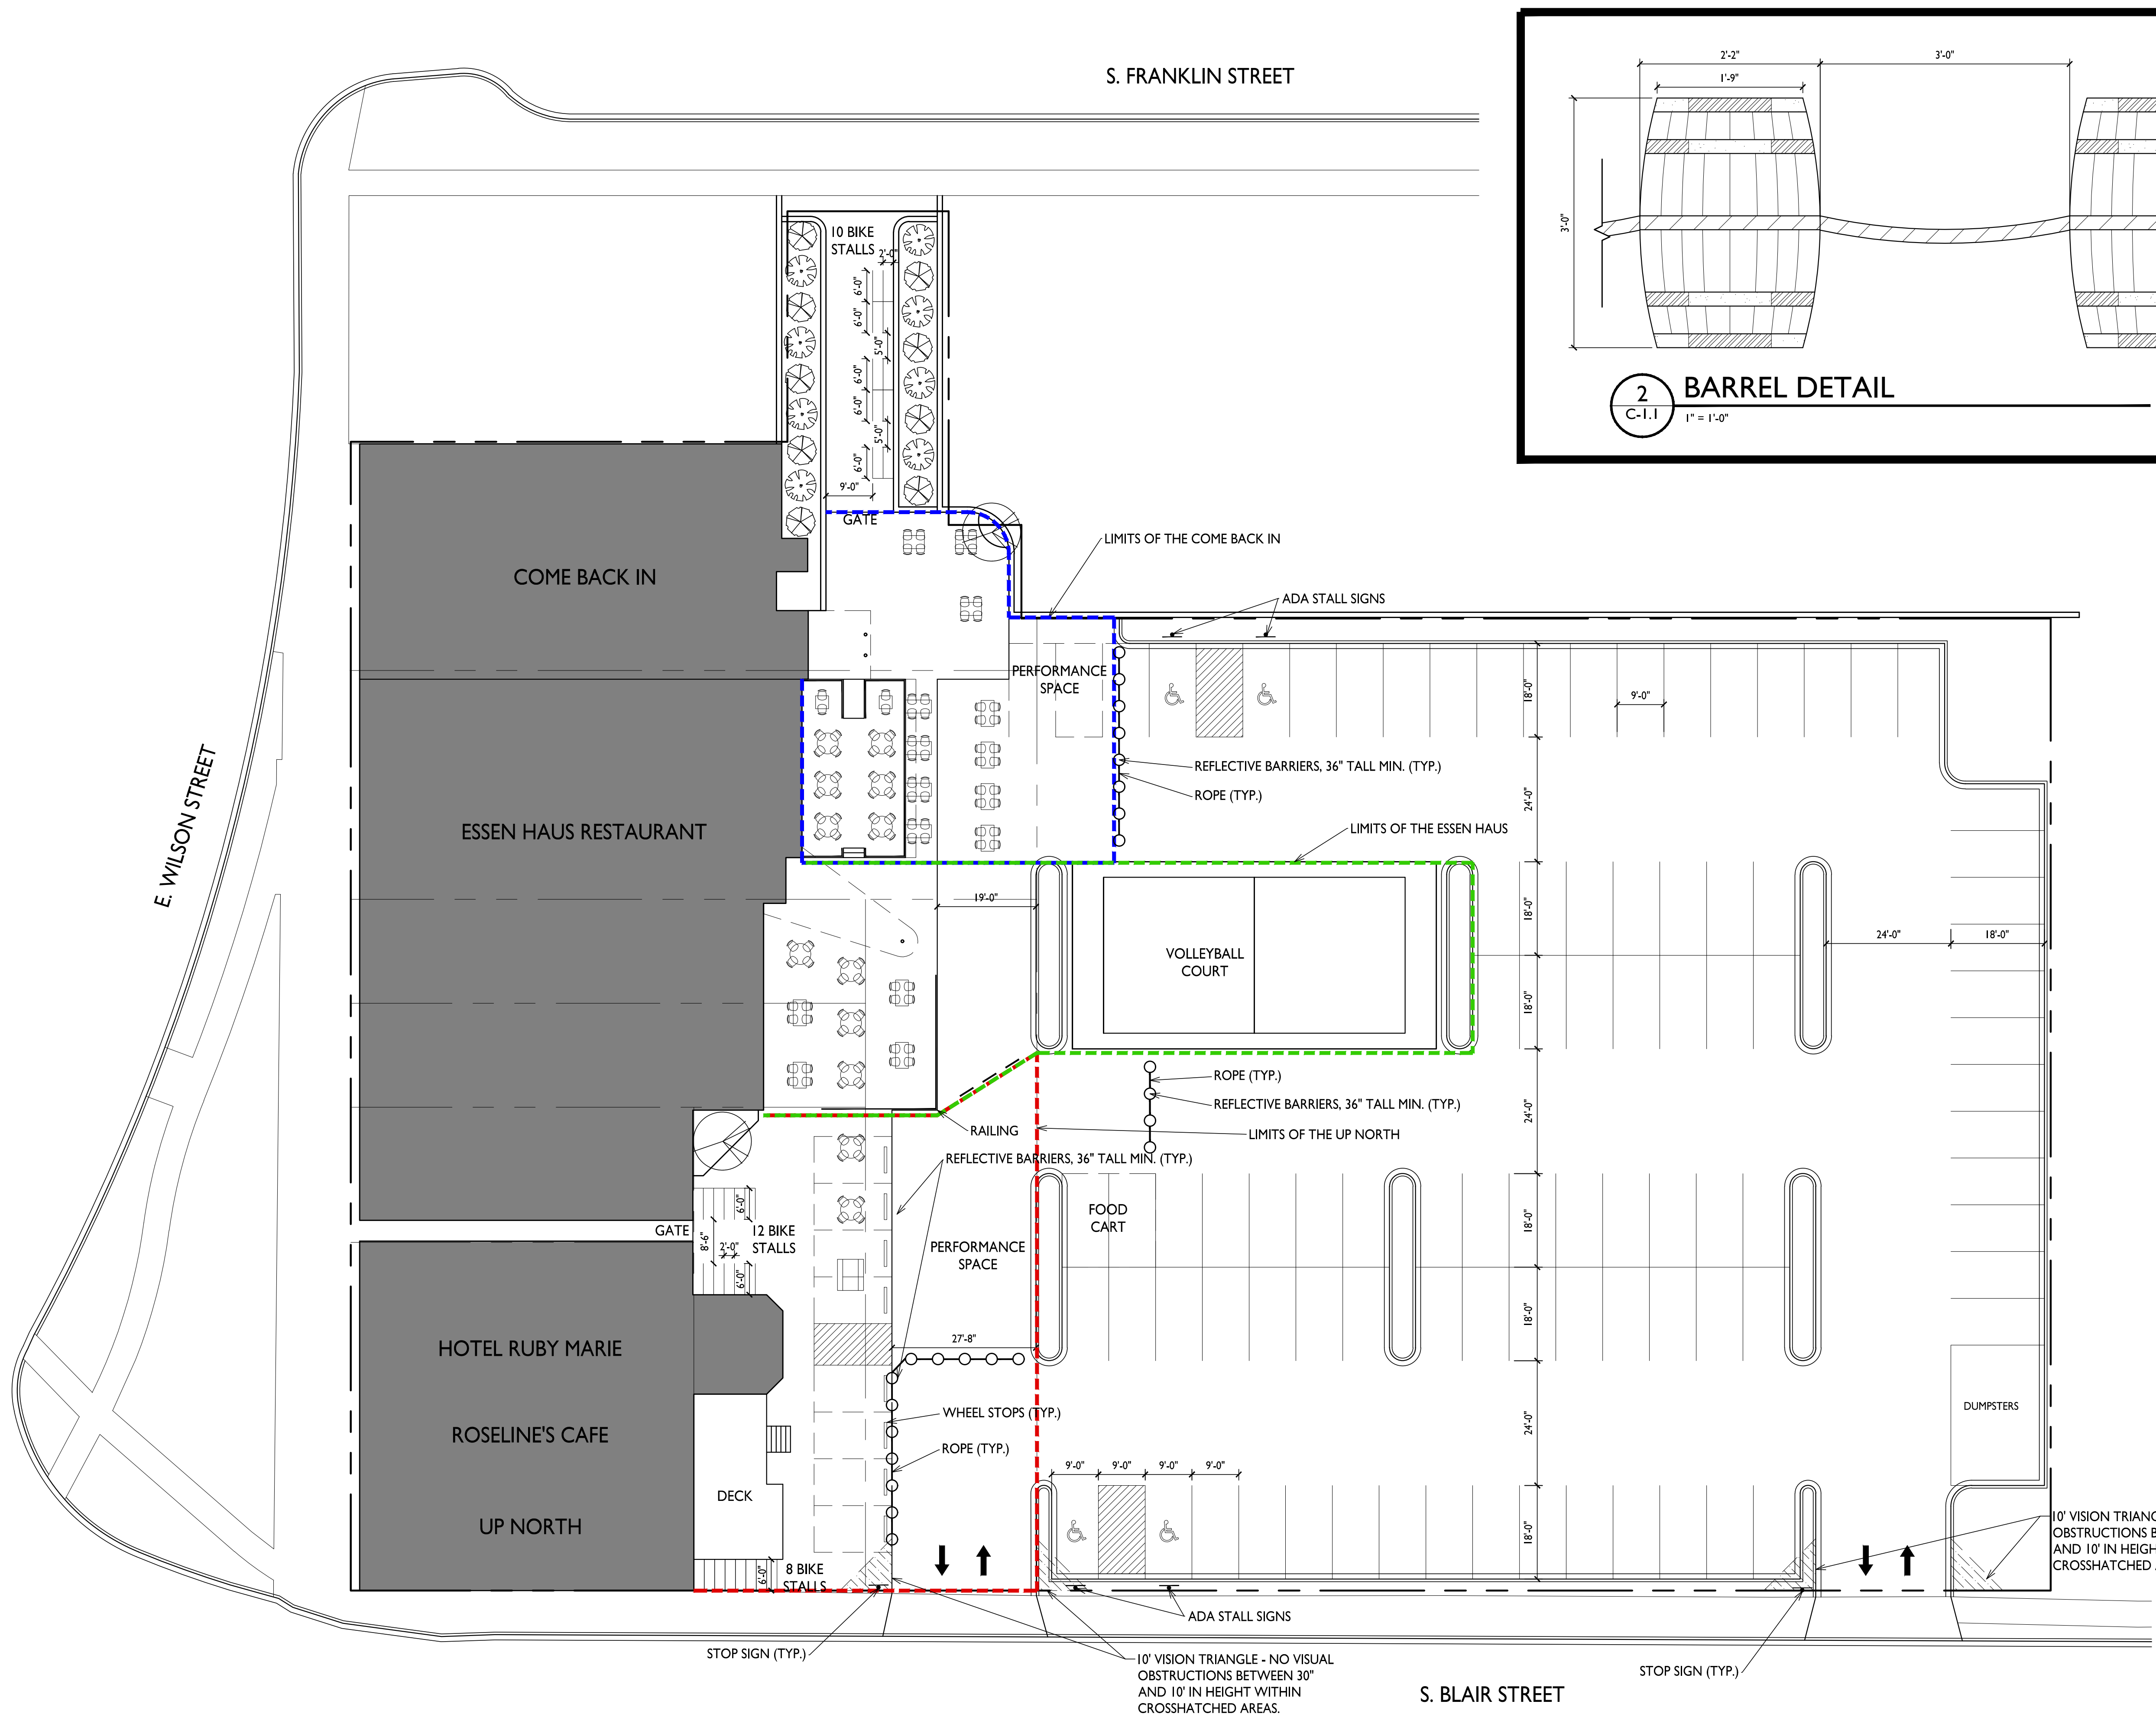 S. FRANKLIN STREET
2'-2"
3'-0"
1'-9"
3'-0"
2
C-1.1
BARREL DETAIL
1" = 1'-0"
10 BIKE
STALLS
2'-0"
6'-0"
6'-0"
5'-0"
6'-0"
6'-0"
5'-0"
6'-0"
9'-0"
GATE
LIMITS OF THE COME BACK IN
COME BACK IN
ADA STALL SIGNS
PERFORMANCE
SPACE
18'-0"
9'-0"
REFLECTIVE BARRIERS, 36" TALL MIN. (TYP.)
ROPE (TYP.)
24'-0"
E. WILSON STREET
ESSEN HAUS RESTAURANT
LIMITS OF THE ESSEN HAUS
19'-0"
18'-0"
VOLLEYBALL
COURT
24'-0"
18'-0"
18'-0"
ROPE (TYP.)
REFLECTIVE BARRIERS, 36" TALL MIN. (TYP.)
24'-0"
RAILING
LIMITS OF THE UP NORTH
REFLECTIVE BARRIERS, 36" TALL MIN. (TYP.)
6'-0"
GATE
8'-6"
2'-0"
12 BIKE
STALLS
6'-0"
FOOD
CART
18'-0"
PERFORMANCE
SPACE
18'-0"
27'-8"
HOTEL RUBY MARIE
WHEEL STOPS (TYP.)
ROSELINE'S CAFE
ROPE (TYP.)
24'-0"
DUMPSTERS
9'-0"
9'-0"
9'-0"
9'-0"
DECK
UP NORTH
18'-0"
6'-0"
8 BIKE
STALLS
10' VISION TRIANG
OBSTRUCTIONS B
AND 10' IN HEIGH
CROSSHATCHED
ADA STALL SIGNS
STOP SIGN (TYP.)
10' VISION TRIANGLE - NO VISUAL
OBSTRUCTIONS BETWEEN 30"
AND 10' IN HEIGHT WITHIN
CROSSHATCHED AREAS.
STOP SIGN (TYP.)
S. BLAIR STREET